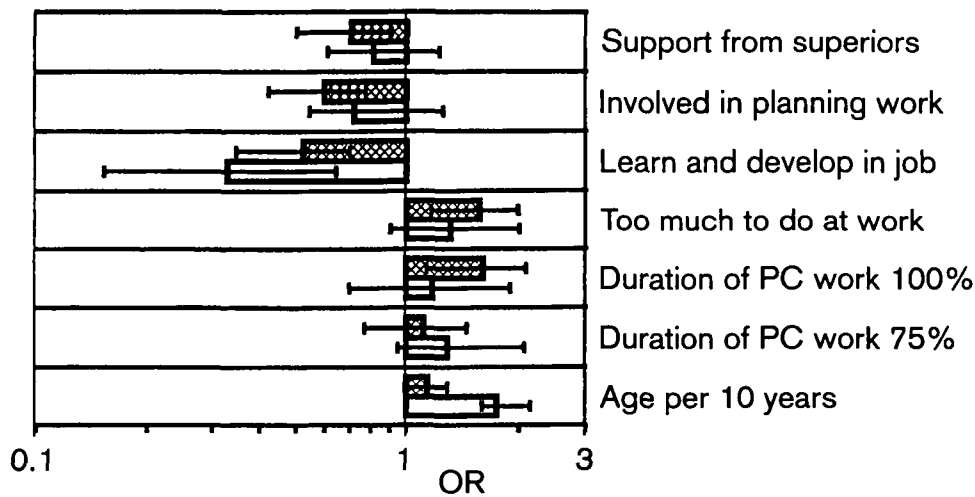 Support from superiors
Involved in planning work
Learn and develop in job
Too much to do at work
Duration of PC work 100%
Duration of PC work 75%
Age per 10 years
0.1 1 3
OR